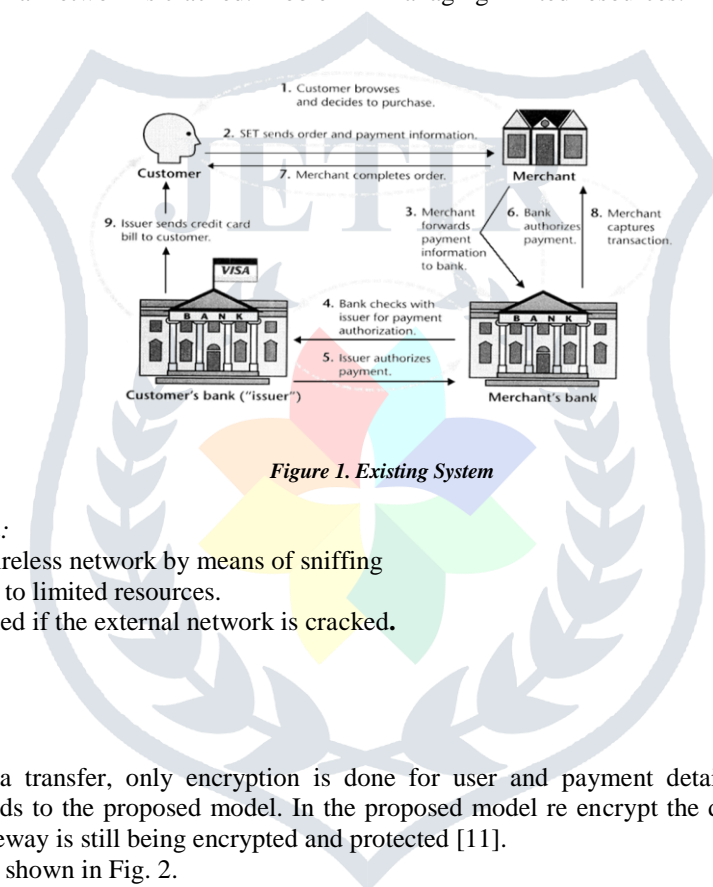 1. Customer browses
and decides to purchase.
2. SET sends order and payment information.
Customer
7. Merchant completes order.
Merchant
9. Issuer sends credit card
bill to customer.
3. Merchant
forwards
payment
information
to bank.
6. Bank
authorizes
payment.
8. Merchant
captures
transaction.
VISA
BANK
4. Bank checks with
issuer for payment
authorization.
BANK
5. Issuer authorizes
payment.
Customer's bank ("issuer")
Merchant's bank
Figure 1. Existing System
:
ireless network by means of sniffing
to limited resources.
ed if the external network is cracked.
a transfer, only encryption is done for user and payment detai
ds to the proposed model. In the proposed model re encrypt the
eway is still being encrypted and protected [11].
shown in Fig. 2.
JETIR